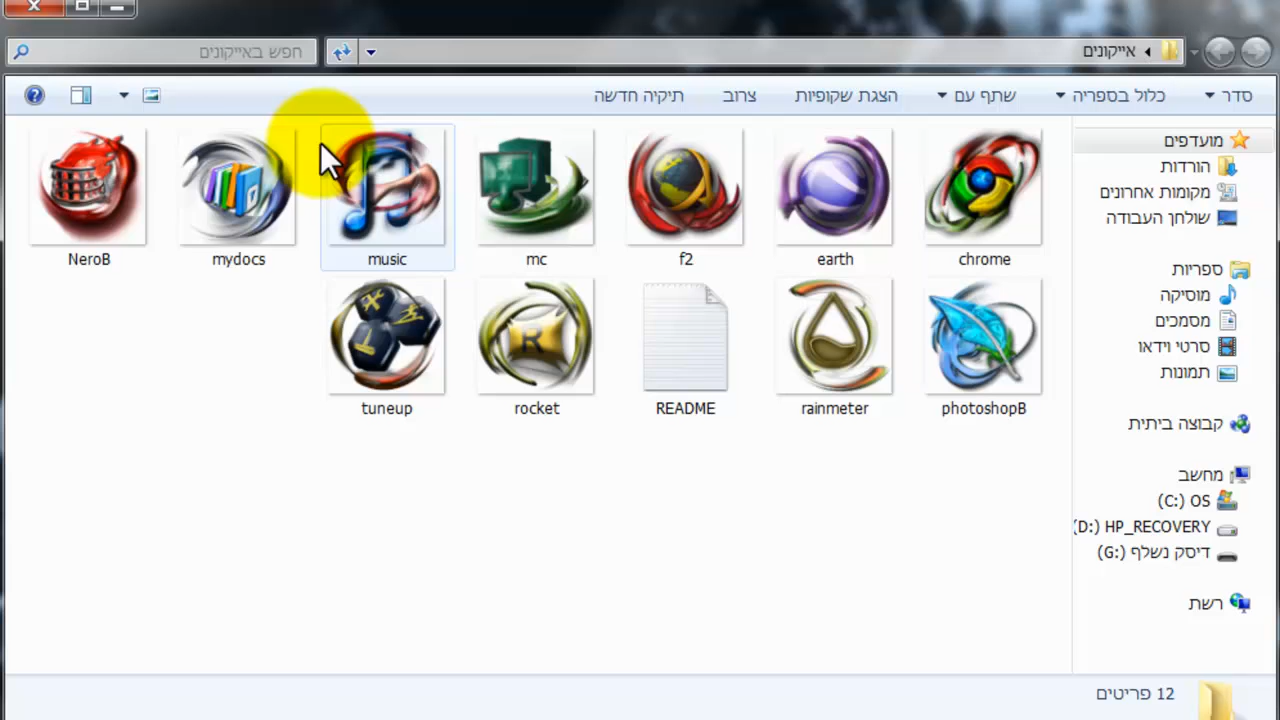 אייקונים
חפש באייקונים
סדר
כלול בספריה
שתף עם
הצגת שקופיות
צרוב
תיקיה חדשה
מועדפים
הורדות
מקומות אחרונים
שולחן העבודה
ספריות
מוסיקה
מסמכים
סרטי וידאו
תמונות
קבוצה ביתית
מחשב
OS (C:)
HP_RECOVERY (D:)
דיסק נשלף (G:)
רשת
chrome
earth
f2
mc
music
mydocs
NeroB
photoshopB
rainmeter
README
rocket
tuneup
12 פריטים